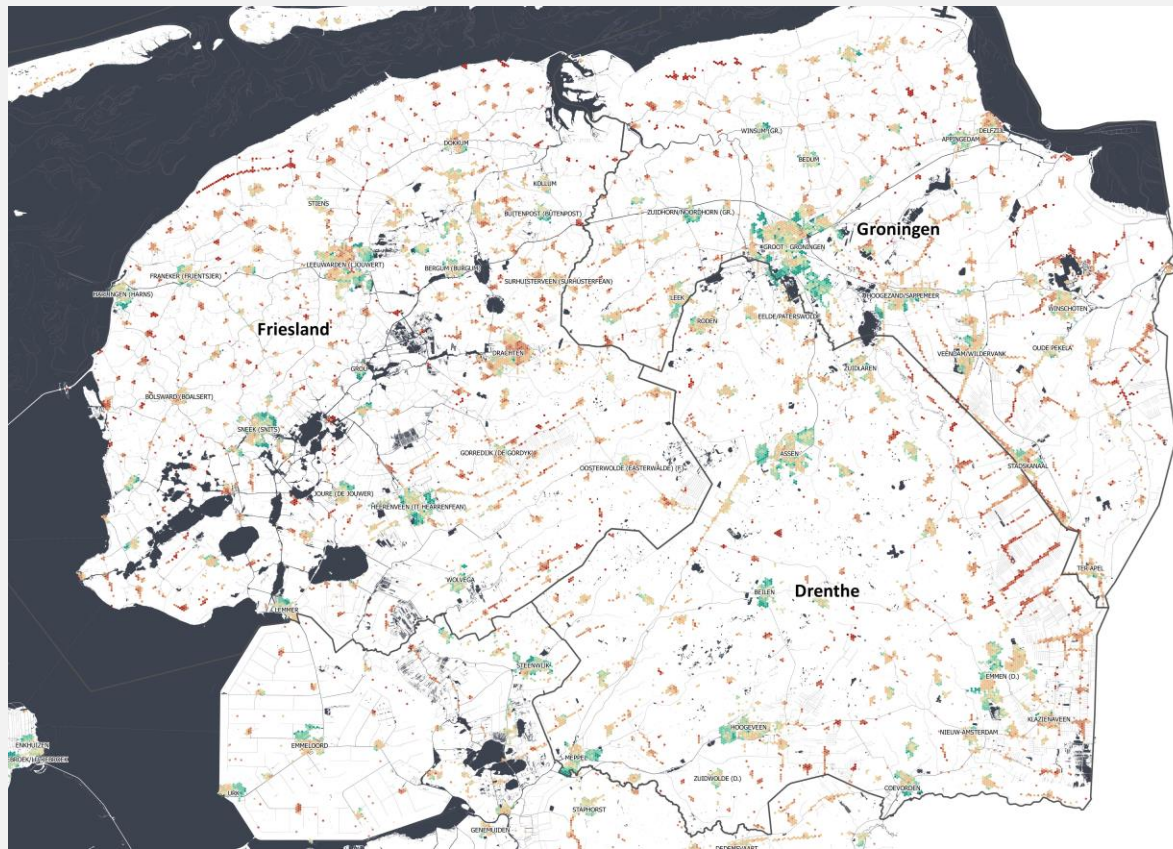 DOKKUM
KOLLUM
WINSUM (GR.)
BEDUM
APPINGEDAM
DELFZIJL
STIENS
BUITENPOST (BÛTENPOST)
ZUIDHORN/NOORDHORN (GR.)
Groningen
GROOT - GRONINGEN
LEEUWARDEN (LJOUWERT)
BERGUM (BURGUM)
SURHUISTERVEEN (SURHUSTERFEAN)
FRANEKER (FRJENTSJER)
HARLINGEN (HARNS)
LEEK
HOOGEZAND/SAPPEMEER
WINSCHOTEN
Friesland
RODEN
EELDE/PATERSWOLDE
DRACHTEN
VEENDAM/WILDERVANK
OUDE PEKELA
GROU
ZUIDLAREN
BOLSWARD (BOALSERT)
SNEEK (SNITS)
GORREDIJK (DE GORDYK)
OOSTERWOLDE (EASTERWÂLDE) (F.)
ASSEN
STADSKANAAL
JOURE (DE JOUWER)
HEERENVEEN (IT HEARRENFEAN)
TER APEL
WOLVEGA
BEILEN
Drenthe
LEMMER
STEENWIJK
EMMEN (D.)
KLAZIENAVEEN
ENKHUIZEN
EMMELOORD
HOOGEVEEN
NIEUW-AMSTERDAM
MEPPEL
ZUIDWOLDE (D.)
COEVORDEN
URK
STAPHORST
GENEMUIDEN
DEDEMSVAART